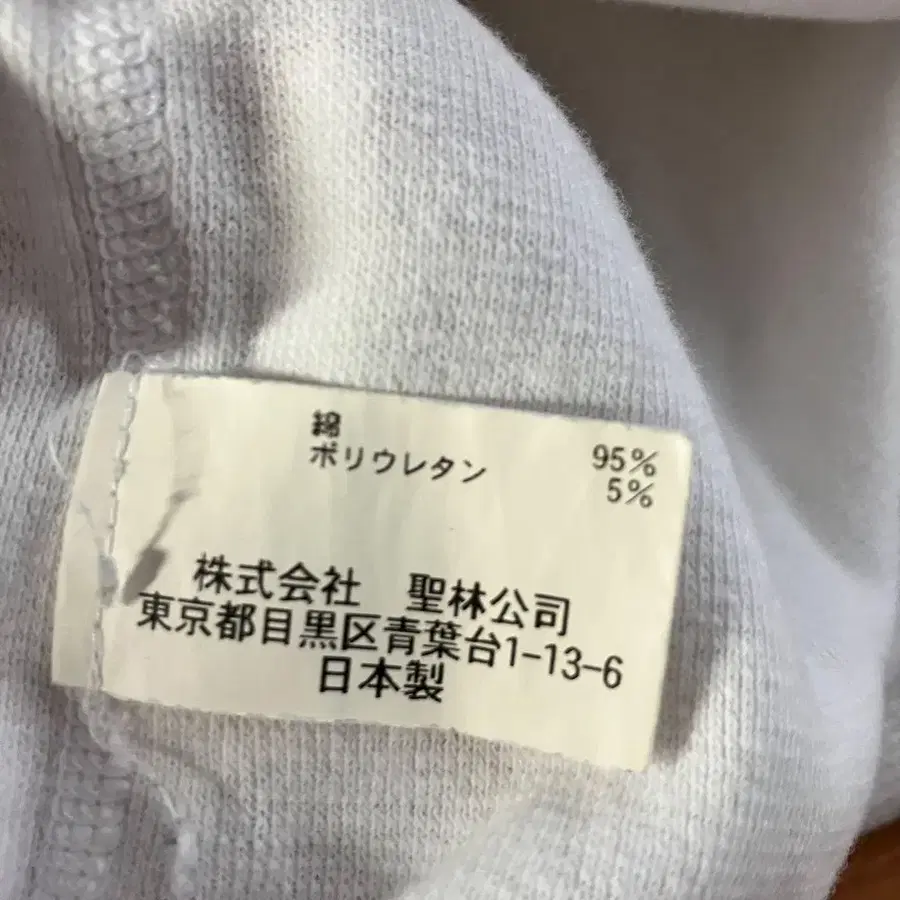 綿 95%
ポリウレタン 5%
株式会社 聖林公司
東京都目黒区青葉台1-13-6
日本製